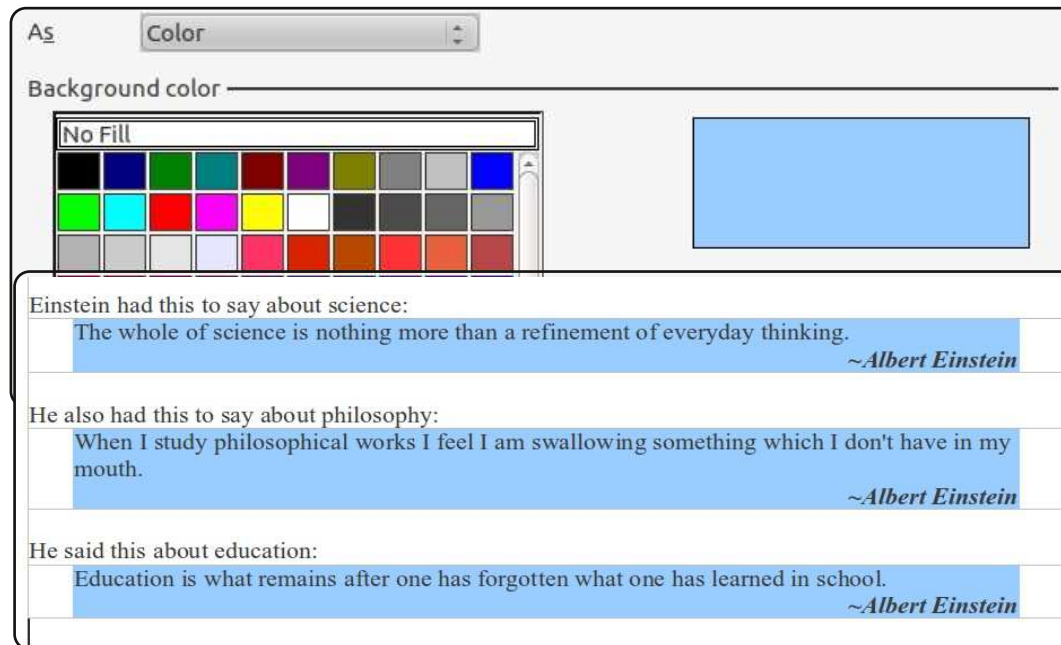 As
Color
Background color
No Fill
Einstein had this to say about science:
The whole of science is nothing more than a refinement of everyday thinking.
~Albert Einstein
He also had this to say about philosophy:
When I study philosophical works I feel I am swallowing something which I don't have in my
mouth.
~Albert Einstein
He said this about education:
Education is what remains after one has forgotten what one has learned in school.
~Albert Einstein